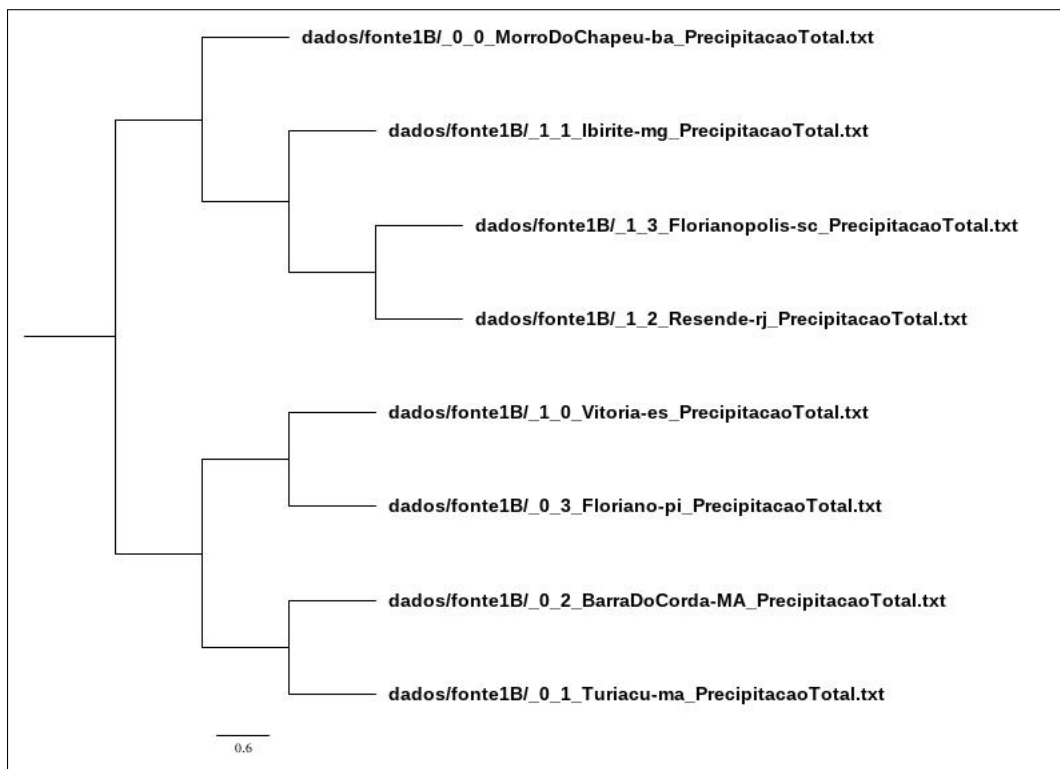 dados/fonte1B/_0_0_MorroDoChapeu-ba_PrecipitacaoTotal.txt
dados/fonte1B/_1_1_Ibirite-mg_PrecipitacaoTotal.txt
dados/fonte1B/_1_3_Florianopolis-sc_PrecipitacaoTotal.txt
dados/fonte1B/_1_2_Resende-rj_PrecipitacaoTotal.txt
dados/fonte1B/_1_0_Vitoria-es_PrecipitacaoTotal.txt
dados/fonte1B/_0_3_Floriano-pi_PrecipitacaoTotal.txt
dados/fonte1B/_0_2_BarraDoCorda-MA_PrecipitacaoTotal.txt
dados/fonte1B/_0_1_Turiacu-ma_PrecipitacaoTotal.txt
0.6